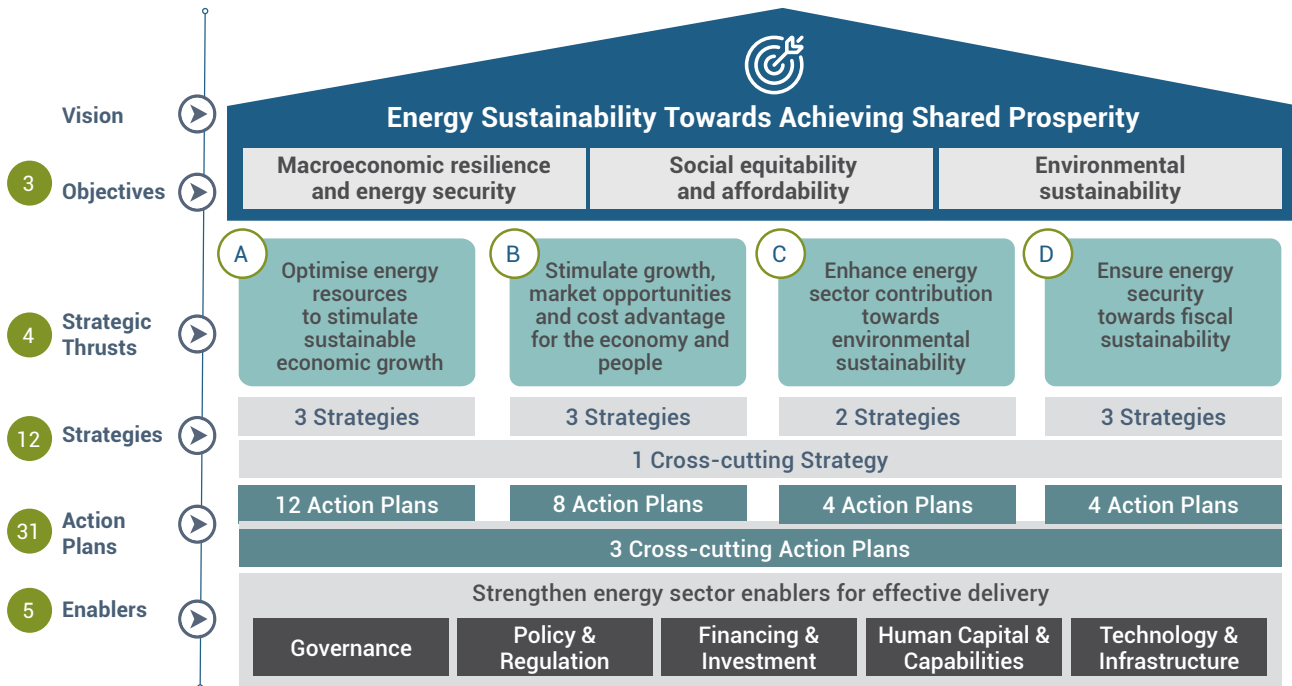 Vision
Energy Sustainability Towards Achieving Shared Prosperity
3
Objectives
Macroeconomic resilience
and energy security
Social equitability
and affordability
Environmental
sustainability
4
Strategic
Thrusts
A
Optimise energy
resources
to stimulate
sustainable
economic growth
B
Stimulate growth,
market opportunities
and cost advantage
for the economy and
people
C
Enhance energy
sector contribution
towards
environmental
sustainability
D
Ensure energy
security
towards fiscal
sustainability
12
Strategies
3 Strategies
3 Strategies
2 Strategies
3 Strategies
1 Cross-cutting Strategy
31
Action
Plans
12 Action Plans
8 Action Plans
4 Action Plans
4 Action Plans
3 Cross-cutting Action Plans
5
Enablers
Strengthen energy sector enablers for effective delivery
Governance
Policy &
Regulation
Financing &
Investment
Human Capital &
Capabilities
Technology &
Infrastructure